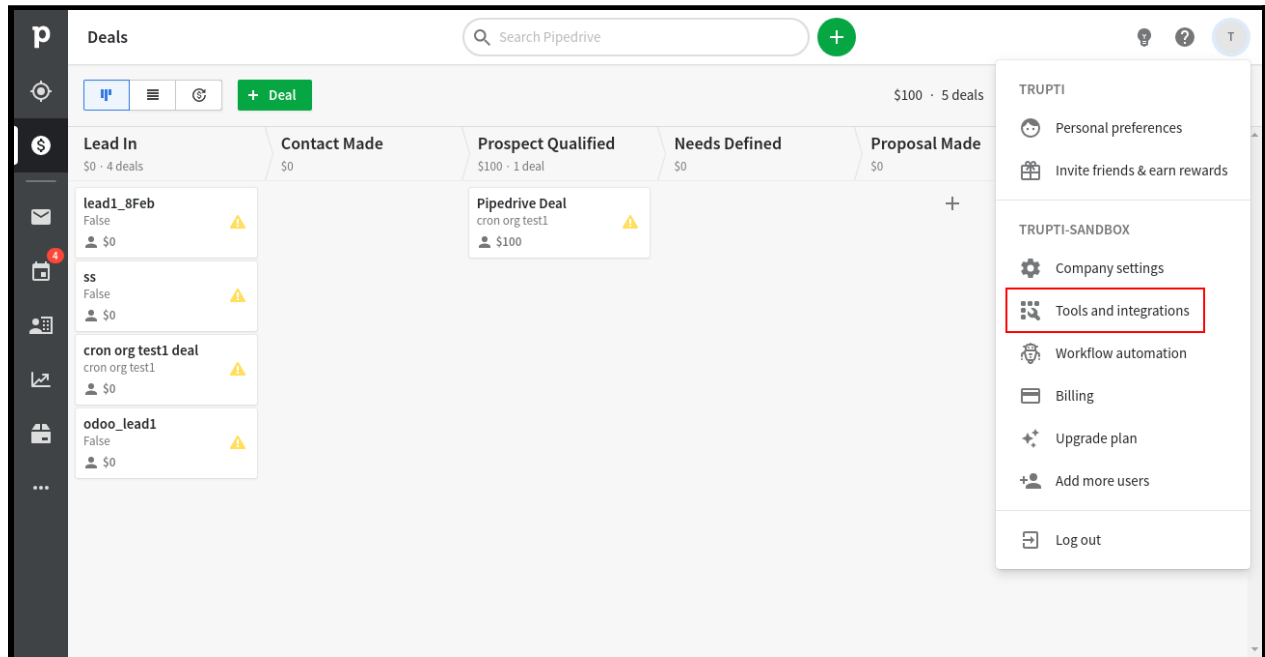 p
Deals
Search Pipedrive
T
+ Deal
$100 · 5 deals
Lead In
$0 · 4 deals
Contact Made
$0
Prospect Qualified
$100 · 1 deal
Needs Defined
$0
Proposal Made
$0
lead1_8Feb
False
$0
ss
False
$0
cron org test1 deal
cron org test1
$0
odoo_lead1
False
$0
Pipedrive Deal
cron org test1
$100
4
TRUPTI
Personal preferences
Invite friends & earn rewards
TRUPTI-SANDBOX
Company settings
Tools and integrations
Workflow automation
Billing
Upgrade plan
Add more users
Log out